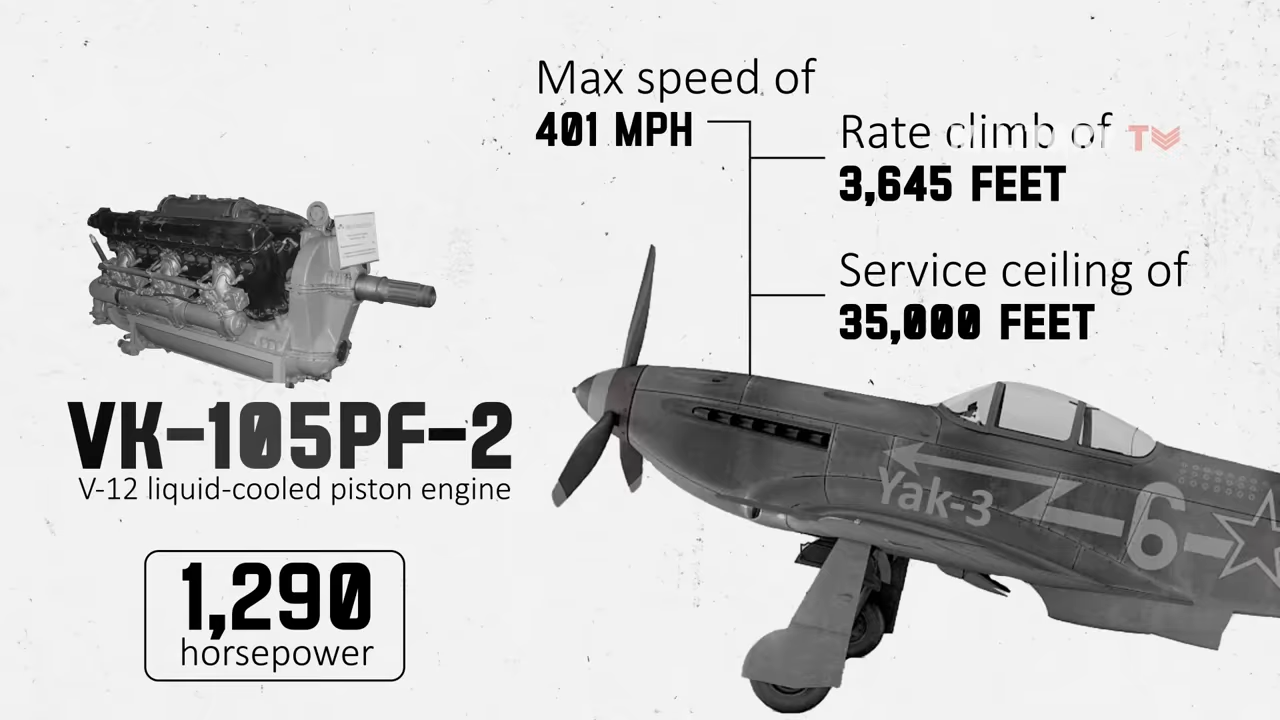 Max speed of
401 MPH
Rate climb of
3,645 FEET
TV
Service ceiling of
35,000 FEET
VK-105PF-2
V-12 liquid-cooled piston engine
1,290
horsepower
Yak-3
6